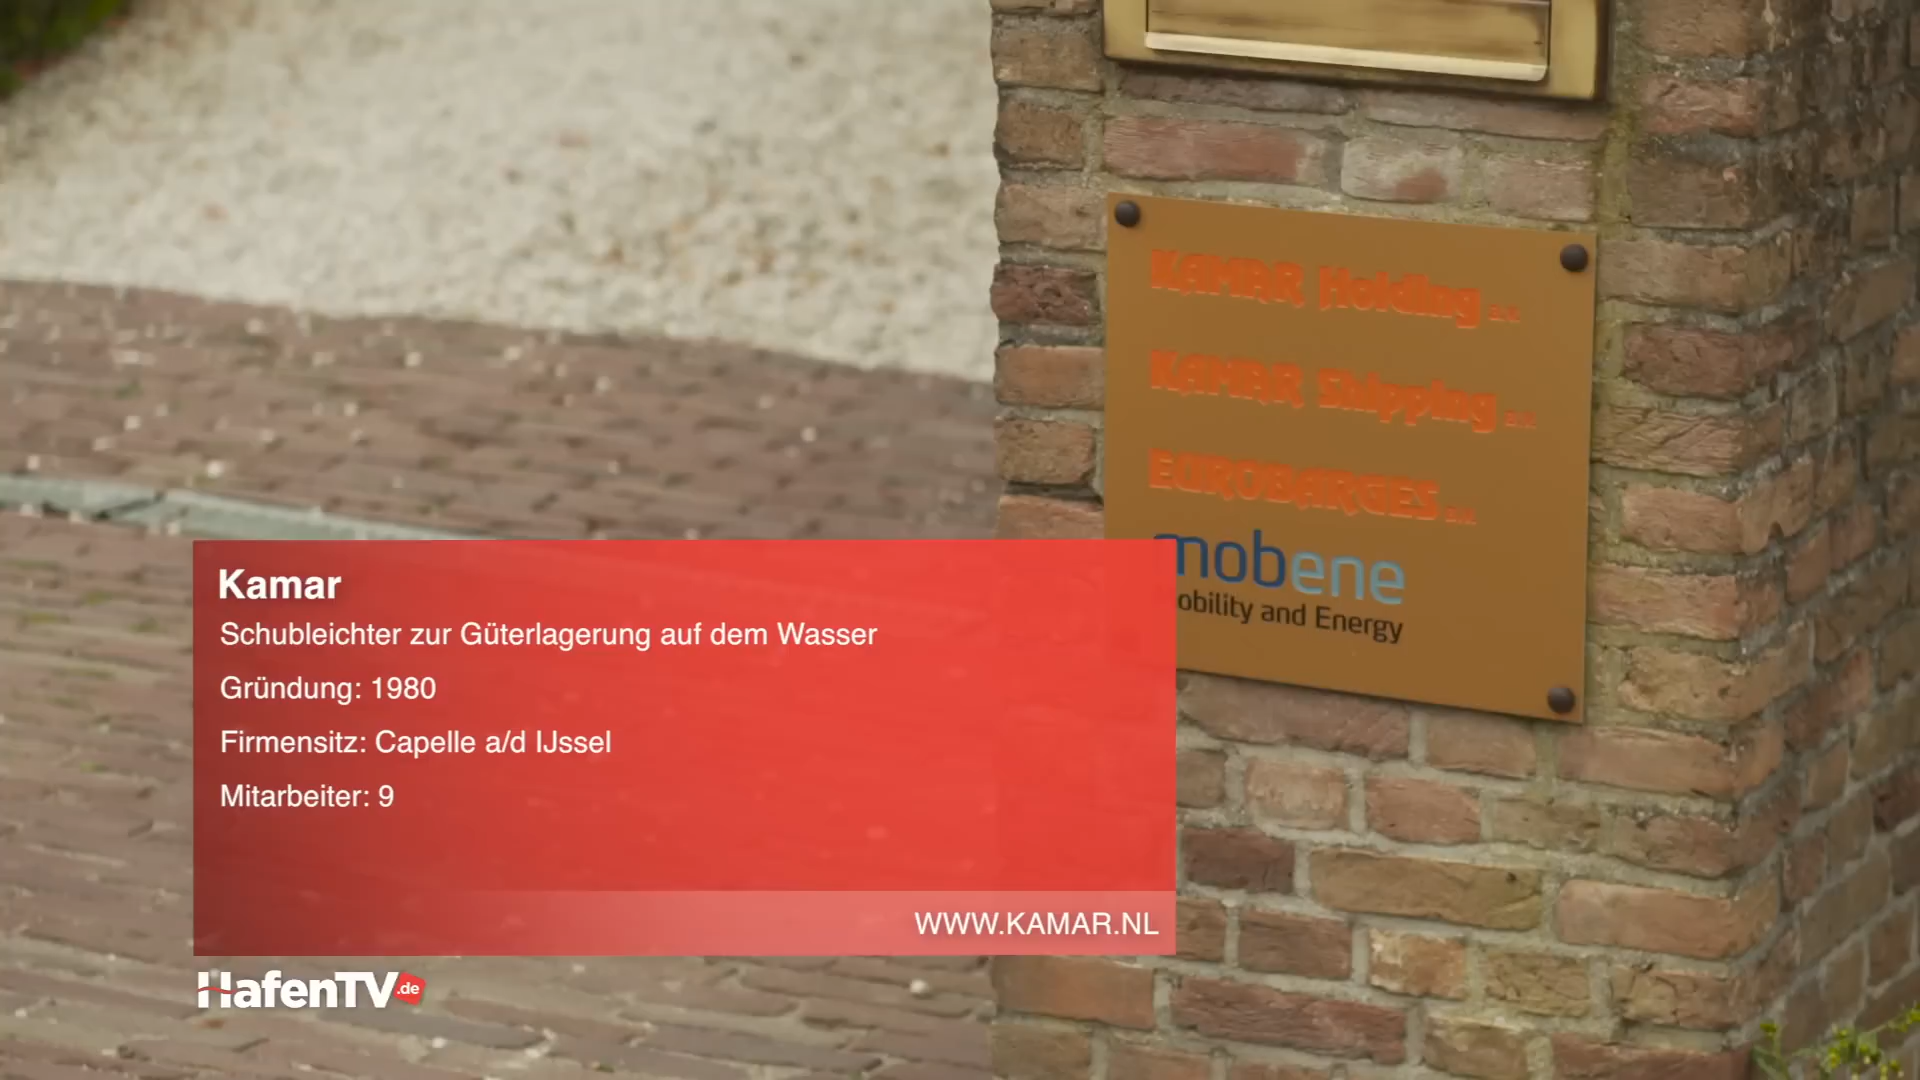 KAMAR Holding B.V.
KAMAR Shipping B.V.
EUROBARGES B.V.
mobene
obility and Energy
Kamar
Schubleichter zur Güterlagerung auf dem Wasser
Gründung: 1980
Firmensitz: Capelle a/d IJssel
Mitarbeiter: 9
WWW.KAMAR.NL
HafenTV.de